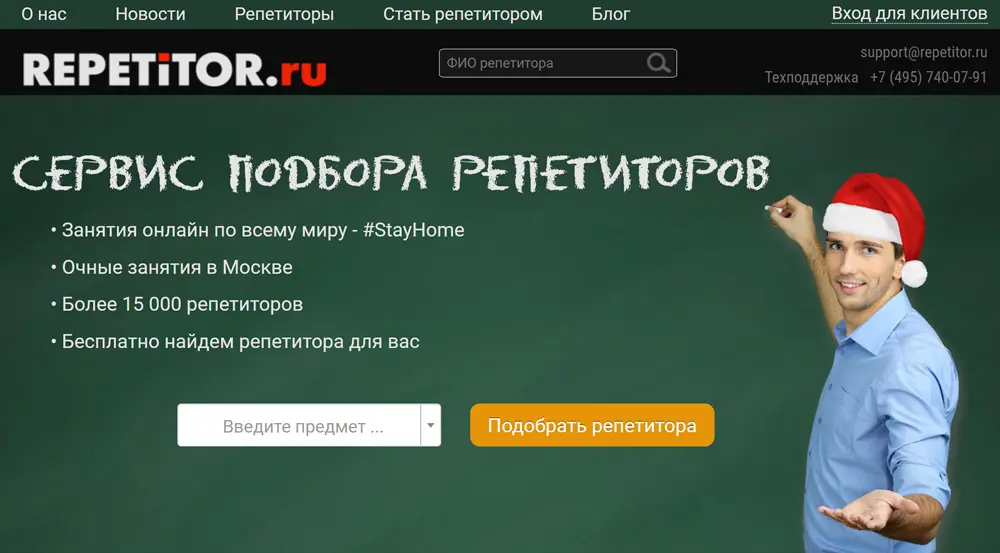 О нас Новости Репетиторы Стать репетитором Блог Вход для клиентов
REPETiTOR.ru
ФИО репетитора
support@repetitor.ru
Техподдержка +7 (495) 740-07-91
СЕРВИС ПОДБОРА РЕПЕТИТОРОВ
• Занятия онлайн по всему миру - #StayHome
• Очные занятия в Москве
• Более 15 000 репетиторов
• Бесплатно найдем репетитора для вас
Введите предмет ... Подобрать репетитора